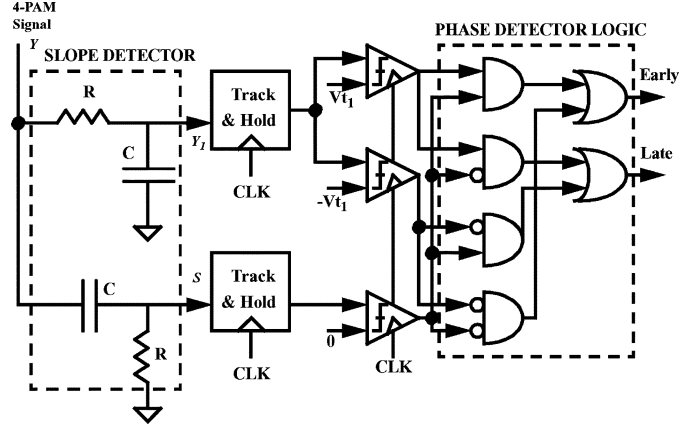 4-PAM
Signal
Y
SLOPE DETECTOR
PHASE DETECTOR LOGIC
R
Track
& Hold
Y1
C
CLK
Vt1
-Vt1
Early
Late
C
S
Track
& Hold
R
CLK
0
CLK